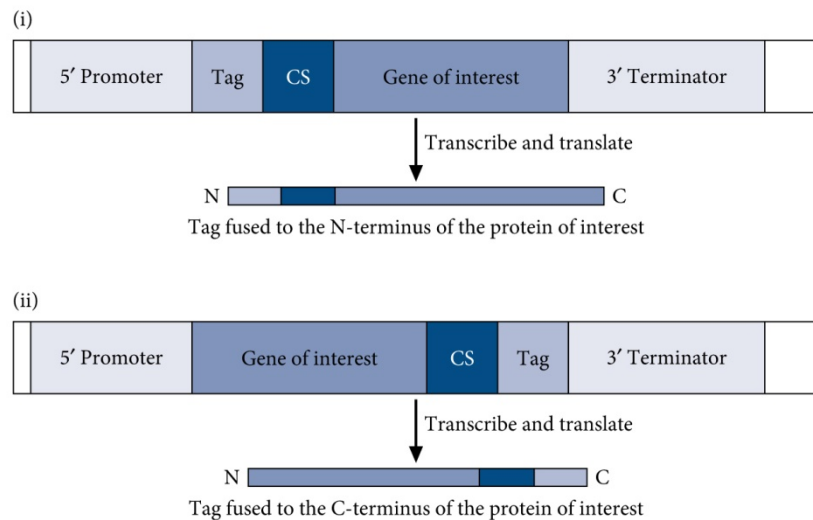 (i)
5′ Promoter Tag CS Gene of interest 3′ Terminator
Transcribe and translate
N C
Tag fused to the N-terminus of the protein of interest
(ii)
5′ Promoter Gene of interest CS Tag 3′ Terminator
Transcribe and translate
N C
Tag fused to the C-terminus of the protein of interest